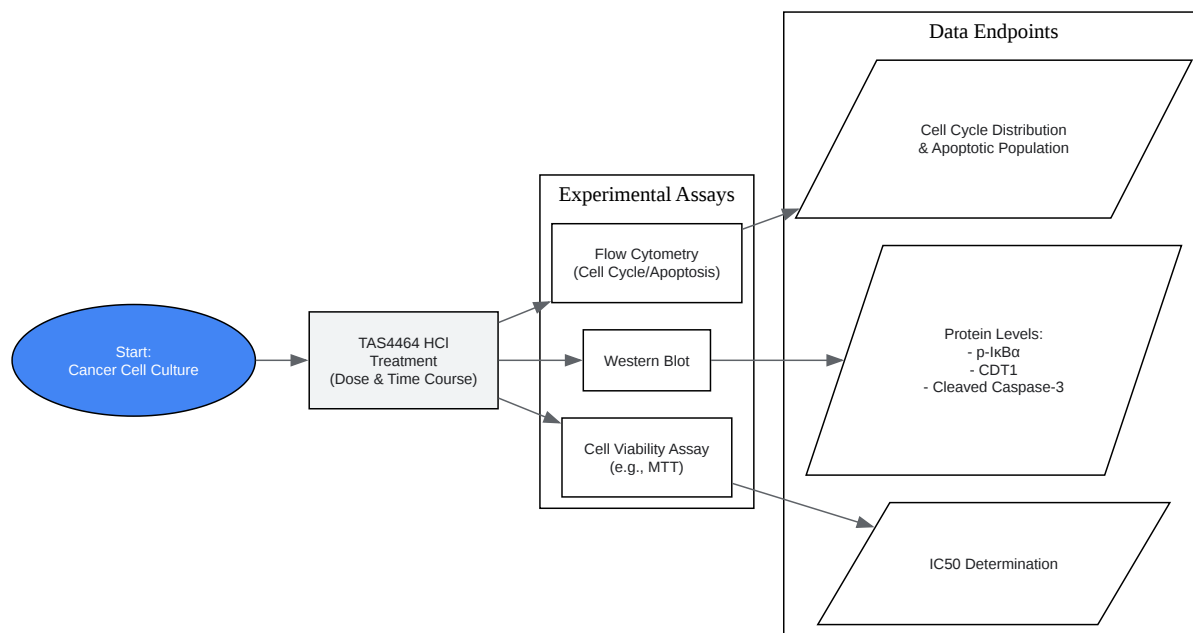 Start:
Cancer Cell Culture
TAS4464 HCl
Treatment
(Dose & Time Course)
Experimental Assays
Flow Cytometry
(Cell Cycle/Apoptosis)
Western Blot
Cell Viability Assay
(e.g., MTT)
Data Endpoints
Cell Cycle Distribution
& Apoptotic Population
Protein Levels:
- p-IκBα
- CDT1
- Cleaved Caspase-3
IC50 Determination